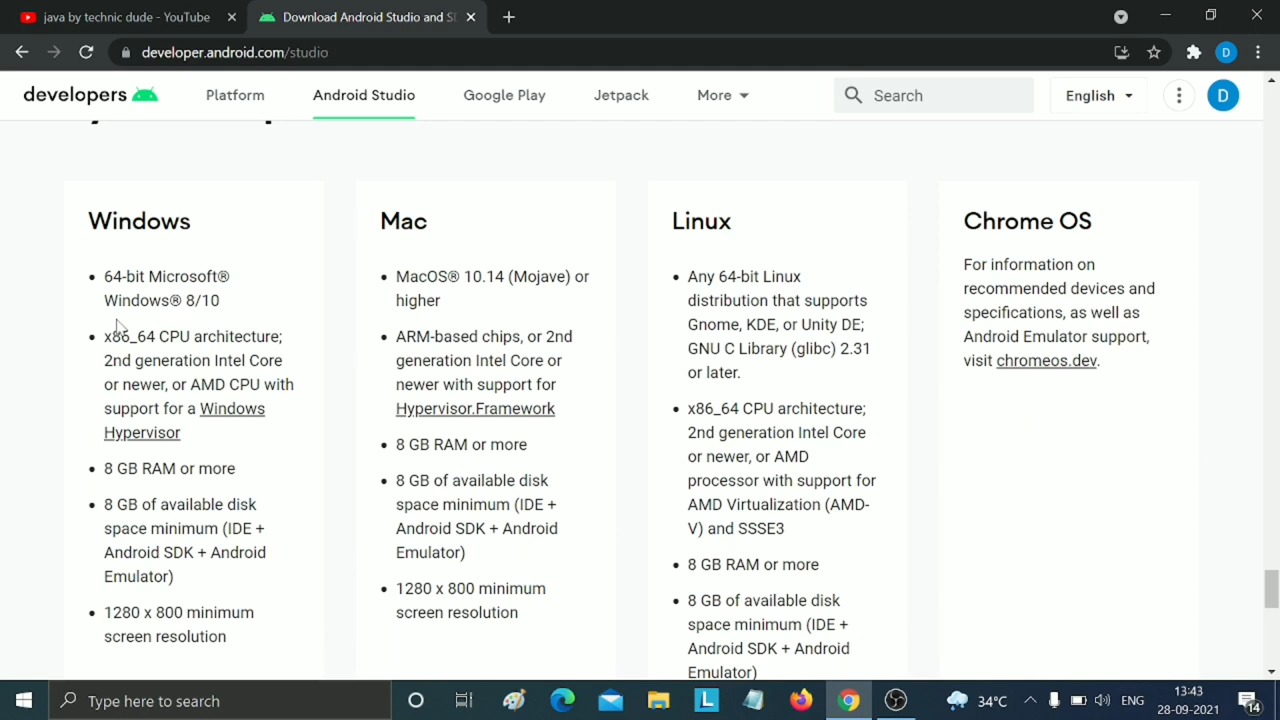 java by technic dude - YouTube
Download Android Studio and S
developer.android.com/studio
D
developers
Platform
Android Studio
Google Play
Jetpack
More
Search
English
D
Windows
• 64-bit Microsoft®
Windows® 8/10
• x86_64 CPU architecture;
2nd generation Intel Core
or newer, or AMD CPU with
support for a Windows
Hypervisor
• 8 GB RAM or more
• 8 GB of available disk
space minimum (IDE +
Android SDK + Android
Emulator)
• 1280 x 800 minimum
screen resolution
Mac
• MacOS® 10.14 (Mojave) or
higher
• ARM-based chips, or 2nd
generation Intel Core or
newer with support for
Hypervisor.Framework
• 8 GB RAM or more
• 8 GB of available disk
space minimum (IDE +
Android SDK + Android
Emulator)
• 1280 x 800 minimum
screen resolution
Linux
• Any 64-bit Linux
distribution that supports
Gnome, KDE, or Unity DE;
GNU C Library (glibc) 2.31
or later.
• x86_64 CPU architecture;
2nd generation Intel Core
or newer, or AMD
processor with support for
AMD Virtualization (AMD-
V) and SSSE3
• 8 GB RAM or more
• 8 GB of available disk
space minimum (IDE +
Android SDK + Android
Emulator)
Chrome OS
For information on
recommended devices and
specifications, as well as
Android Emulator support,
visit chromeos.dev.
Type here to search
L
34°C
ENG
13:43
28-09-2021
14